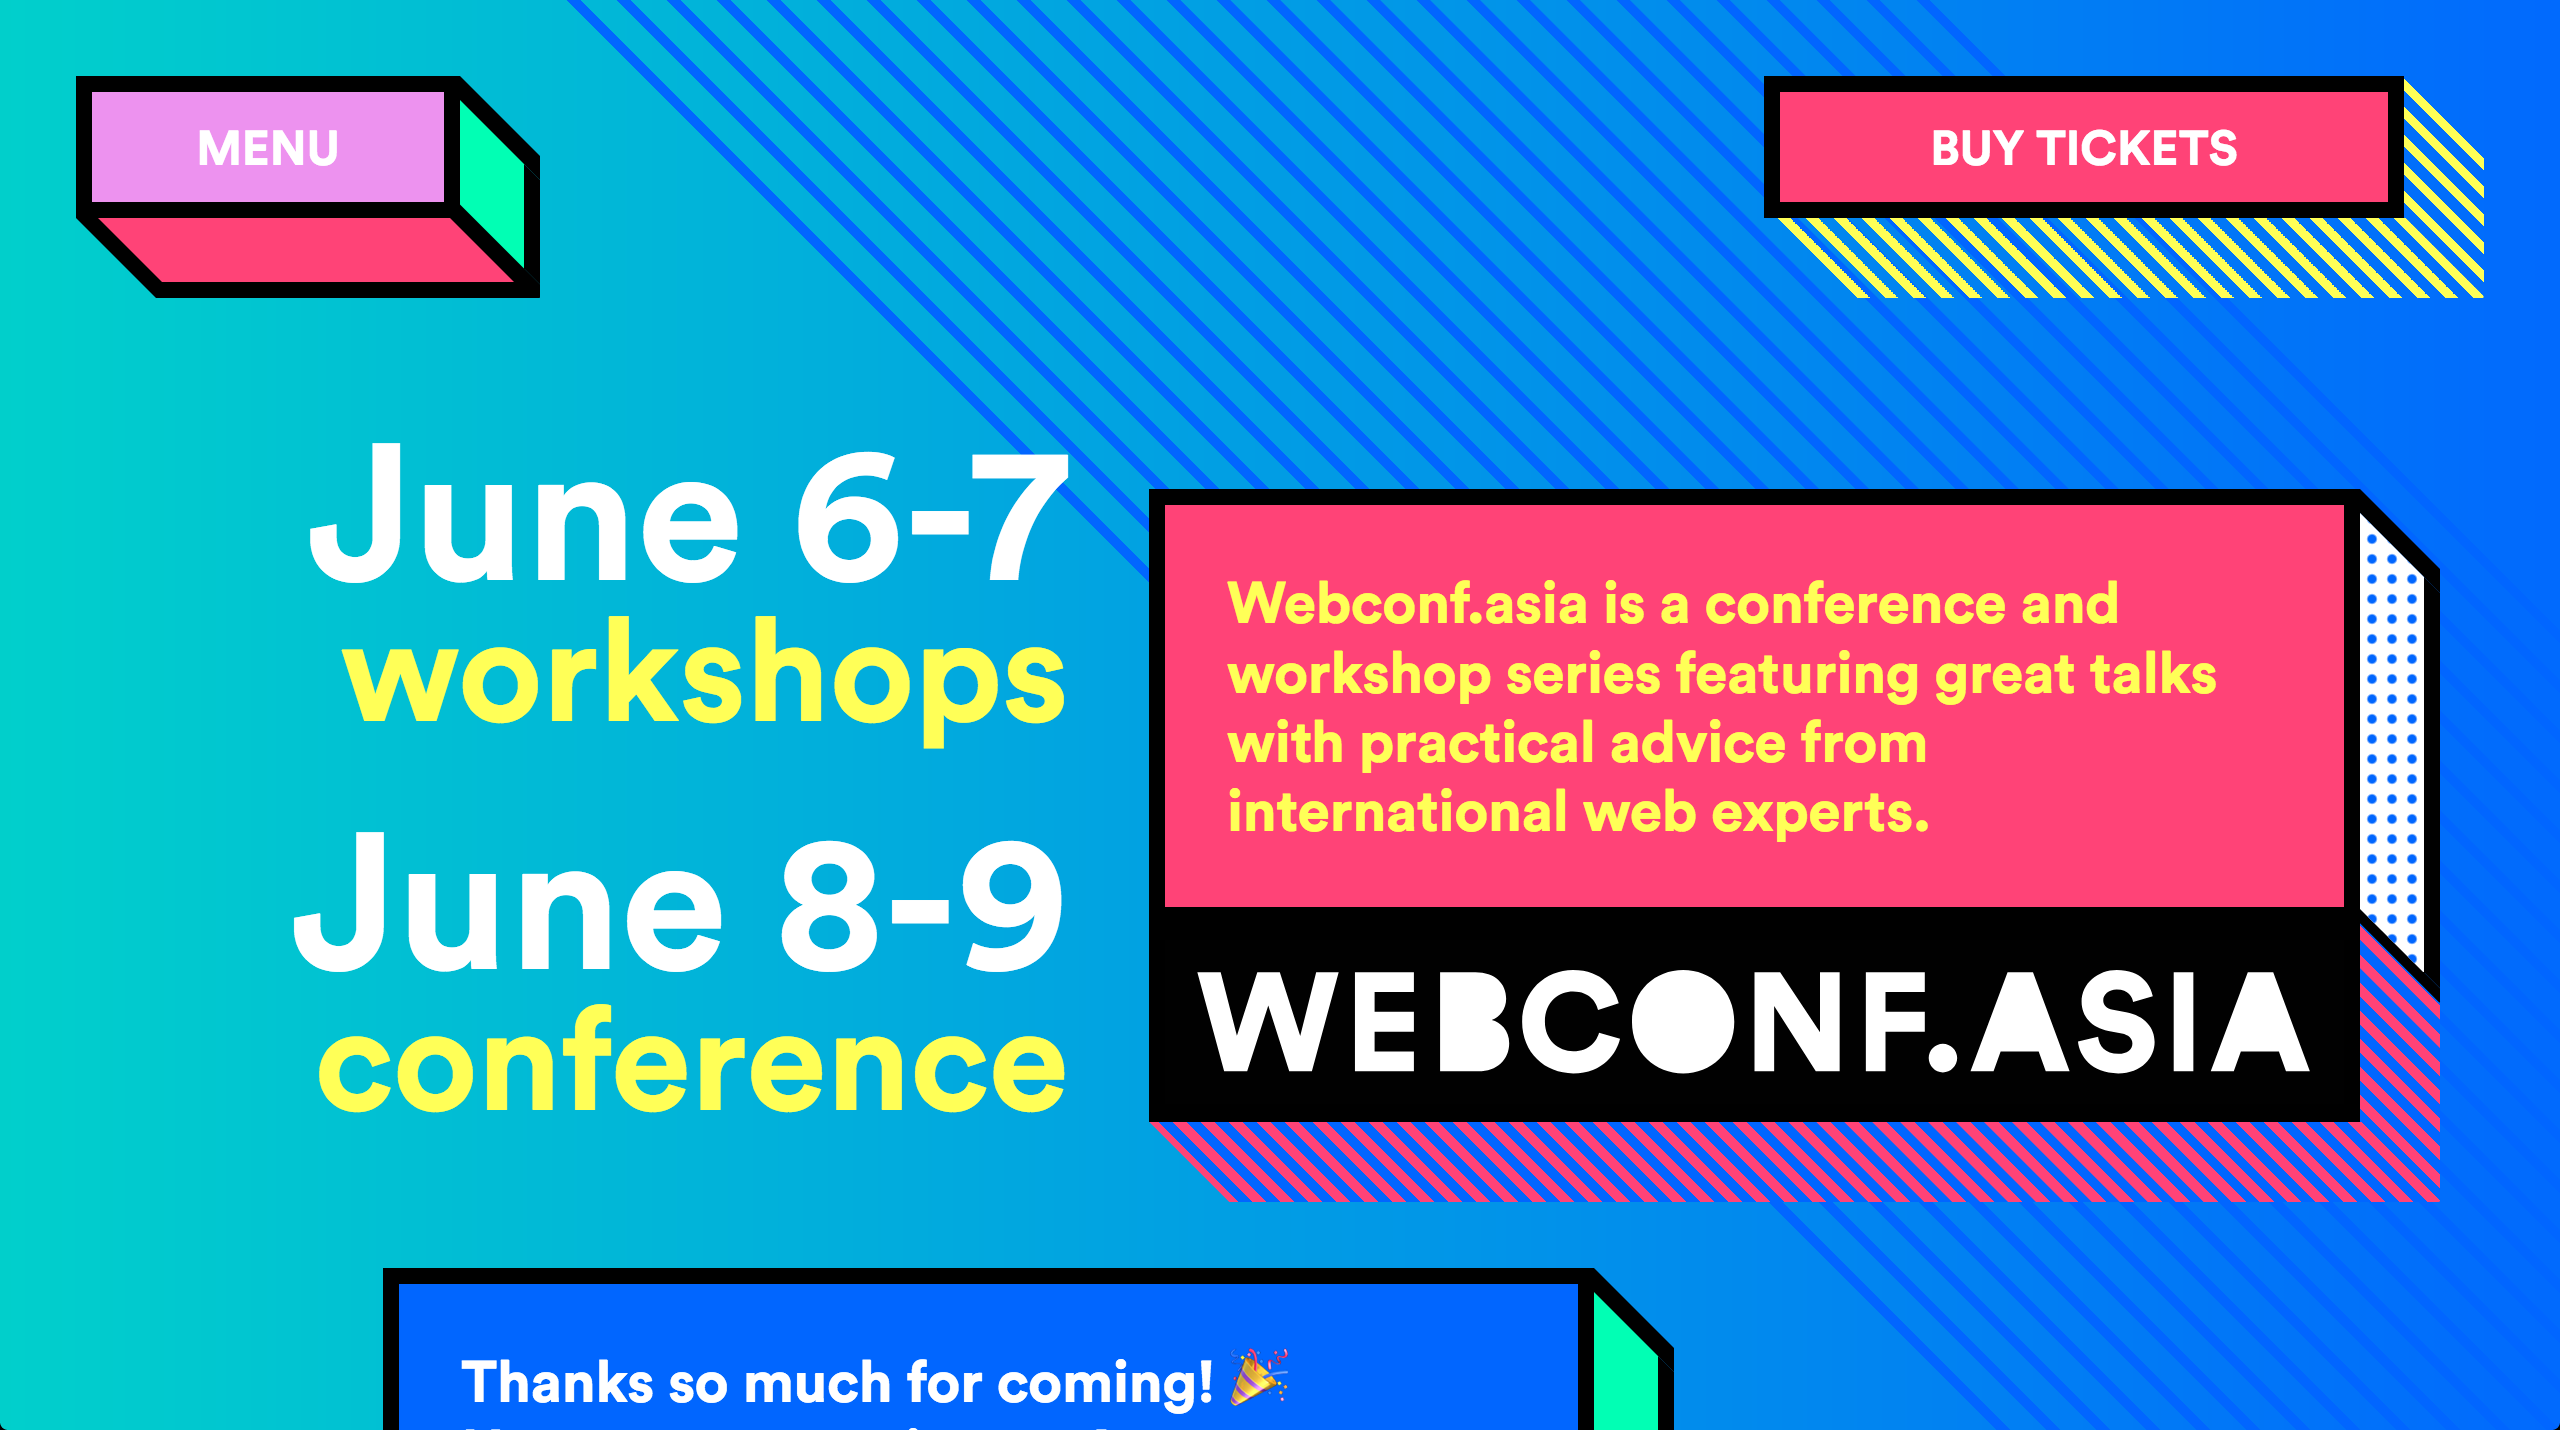 MENU
BUY TICKETS
June 6-7
workshops
June 8-9
conference
Webconf.asia is a conference and
workshop series featuring great talks
with practical advice from
international web experts.
WEBCONF.ASIA
Thanks so much for coming! 🎉